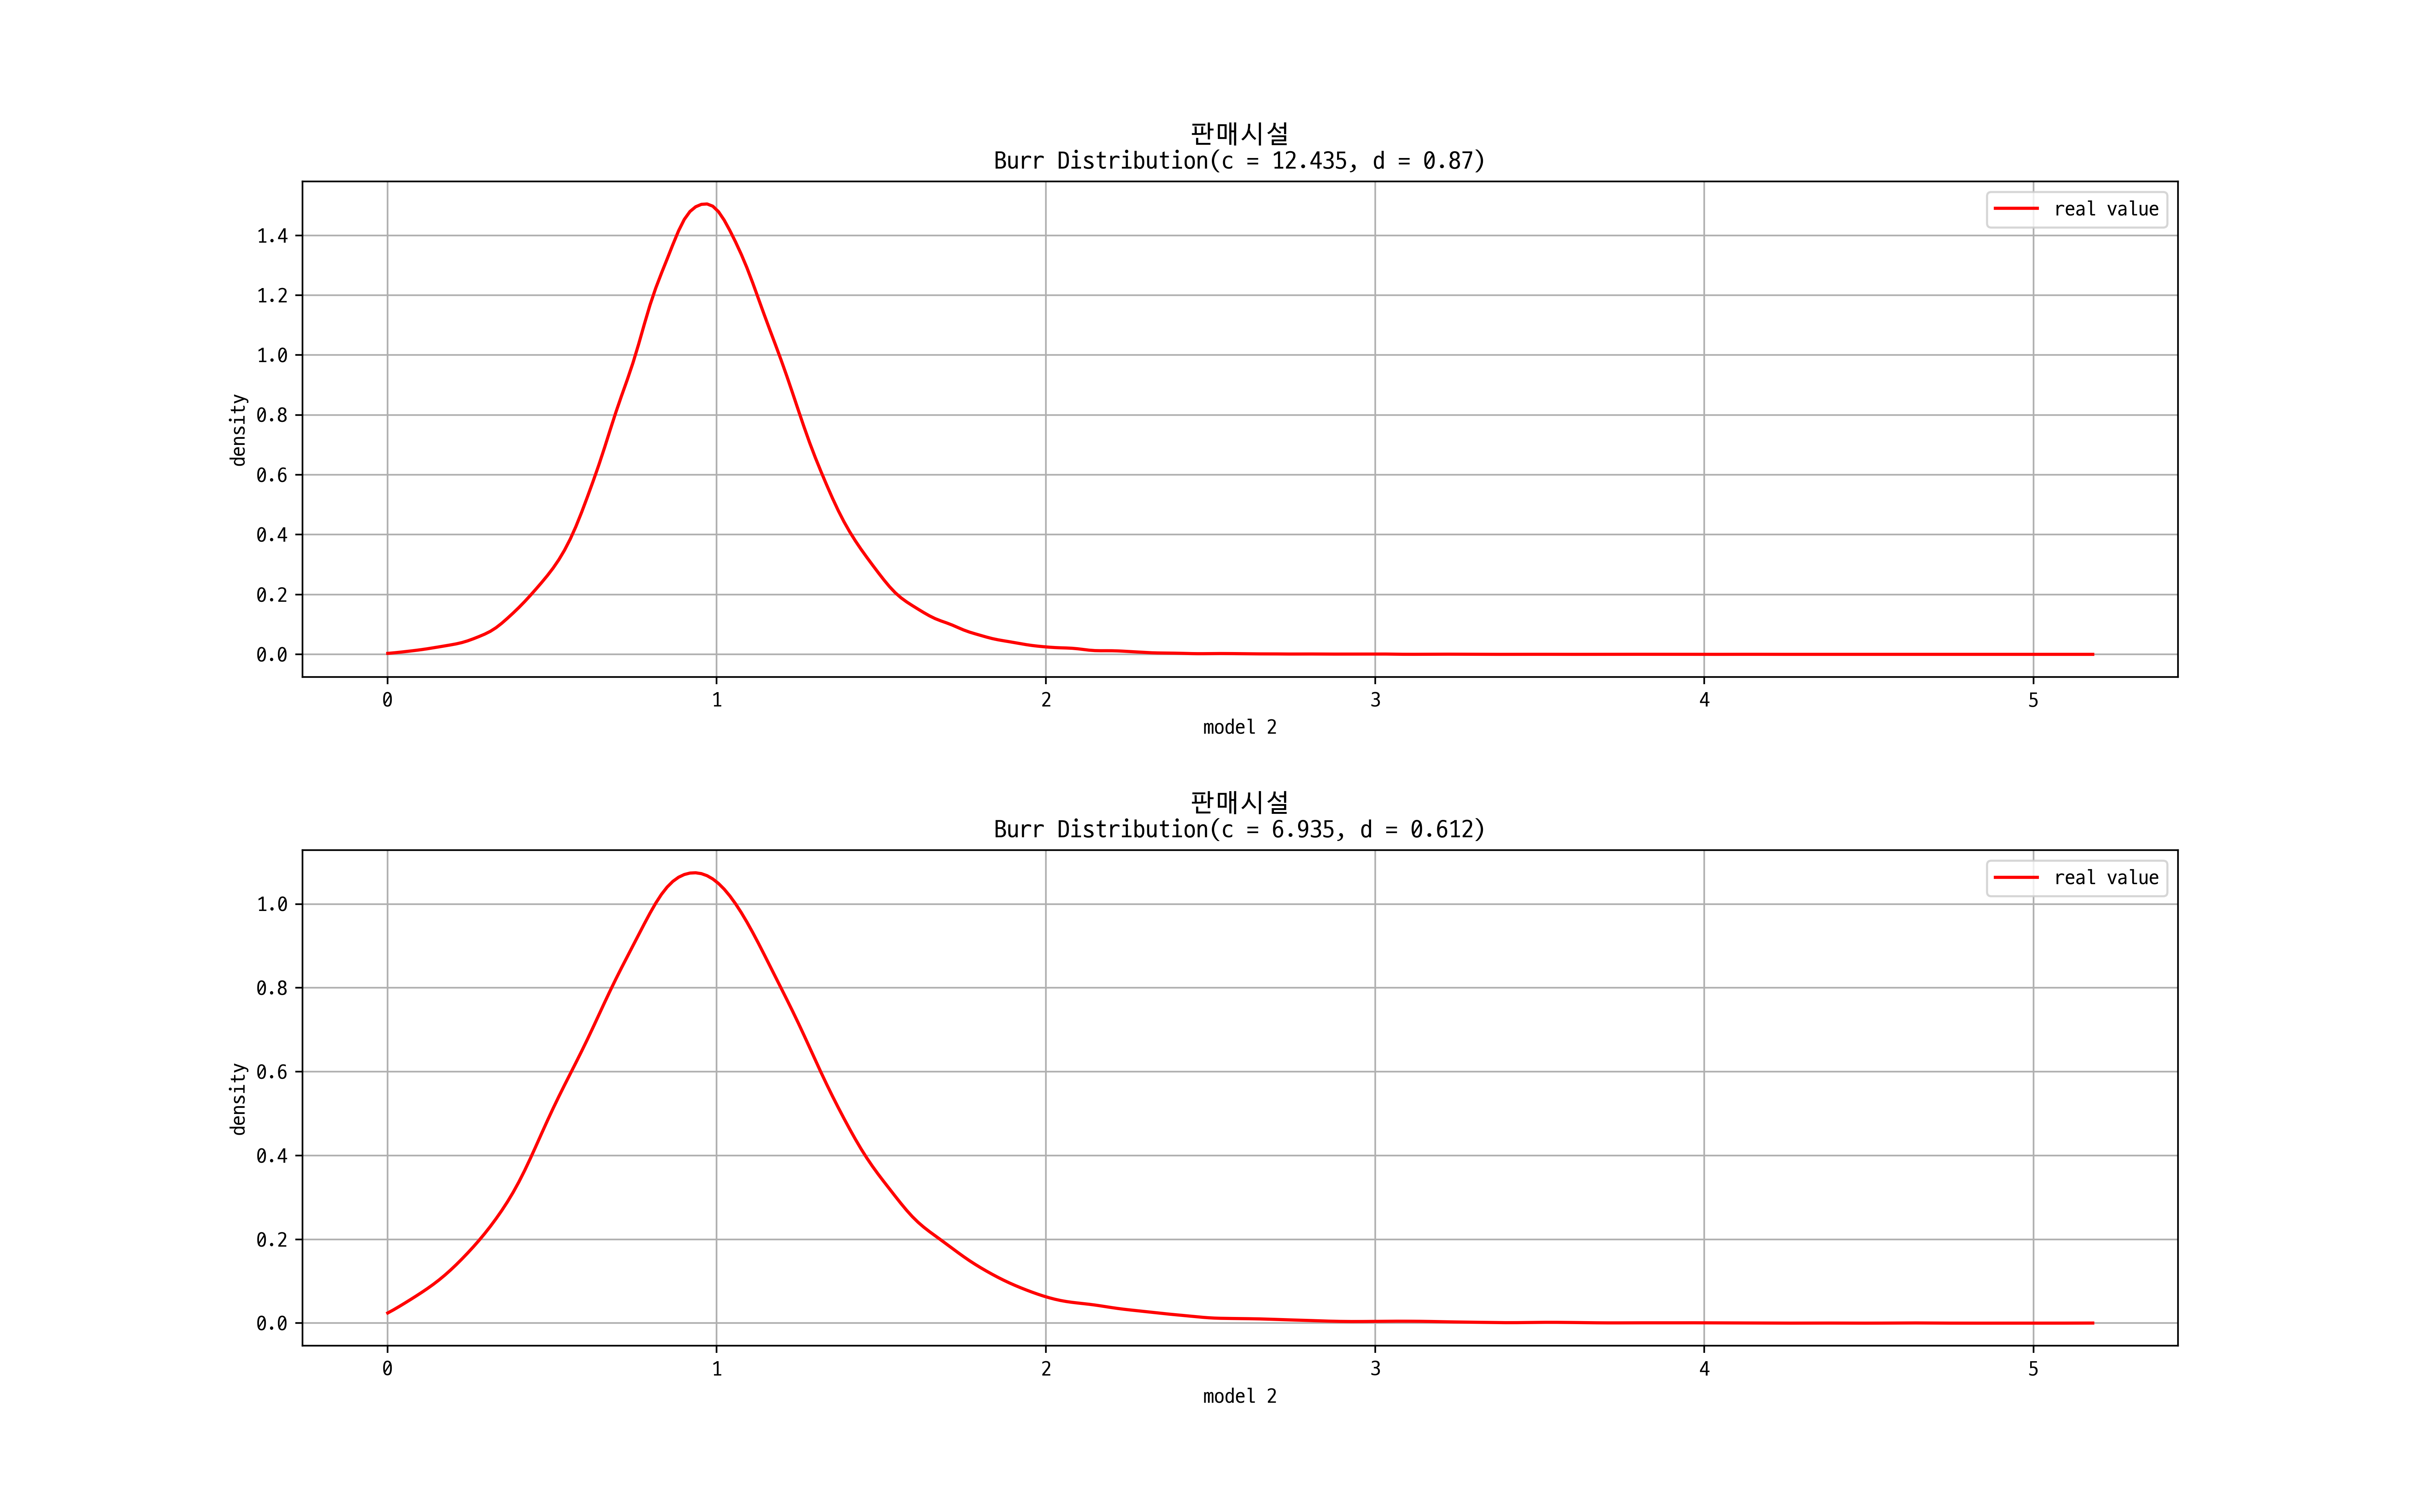 판매시설
Burr Distribution(c = 12.435, d = 0.87)
real value
density
1.4
1.2
1.0
0.8
0.6
0.4
0.2
0.0
0 1 2 3 4 5
model 2
판매시설
Burr Distribution(c = 6.935, d = 0.612)
real value
density
1.0
0.8
0.6
0.4
0.2
0.0
0 1 2 3 4 5
model 2